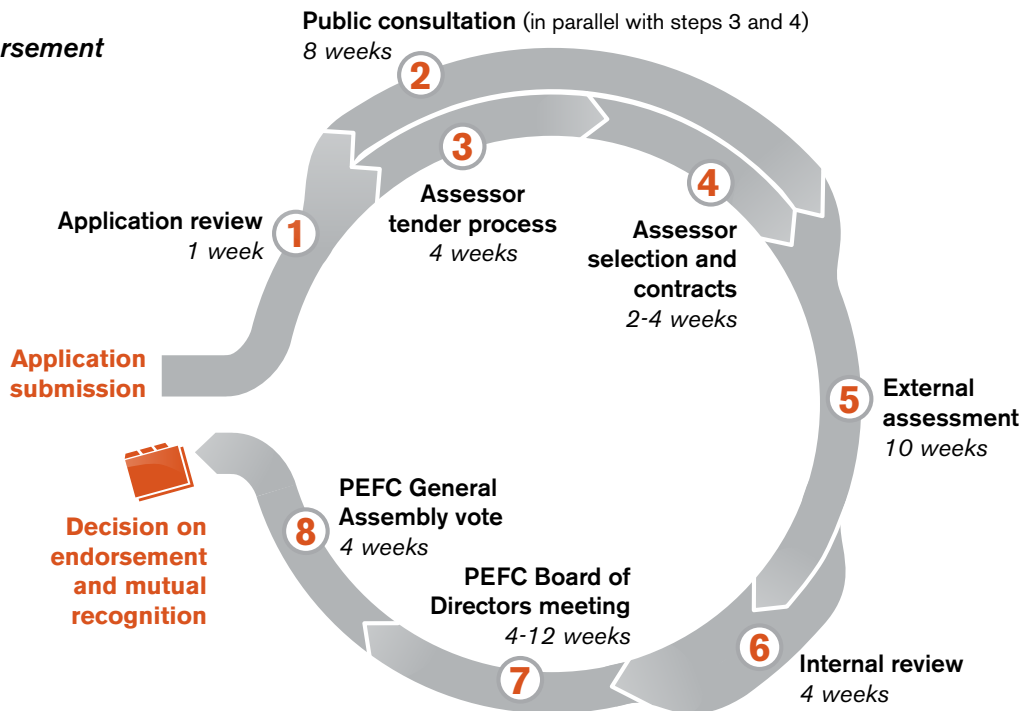 Public consultation (in parallel with steps 3 and 4)
8 weeks
2
3
Assessor
tender process
4 weeks
4
Assessor
selection and
contracts
2-4 weeks
Application review
1 week
1
Application
submission
5
External
assessment
10 weeks
6
Internal review
4 weeks
PEFC Board of
Directors meeting
4-12 weeks
7
PEFC General
Assembly vote
4 weeks
8
Decision on
endorsement
and mutual
recognition